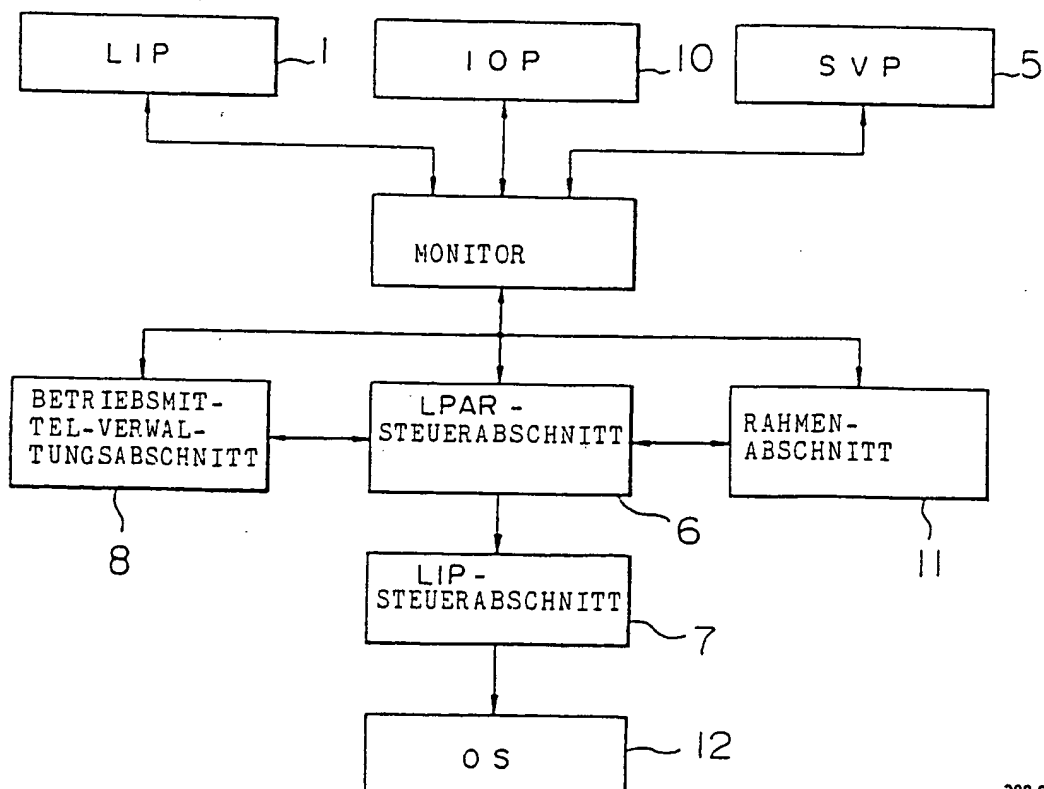 LIP
1
IOP
10
SVP
5
MONITOR
BETRIEBSMIT-
TEL-VERWAL-
TUNGSABSCHNITT
8
LPAR-
STEUERABSCHNITT
6
RAHMEN-
ABSCHNITT
11
LIP-
STEUERABSCHNITT
7
OS
12